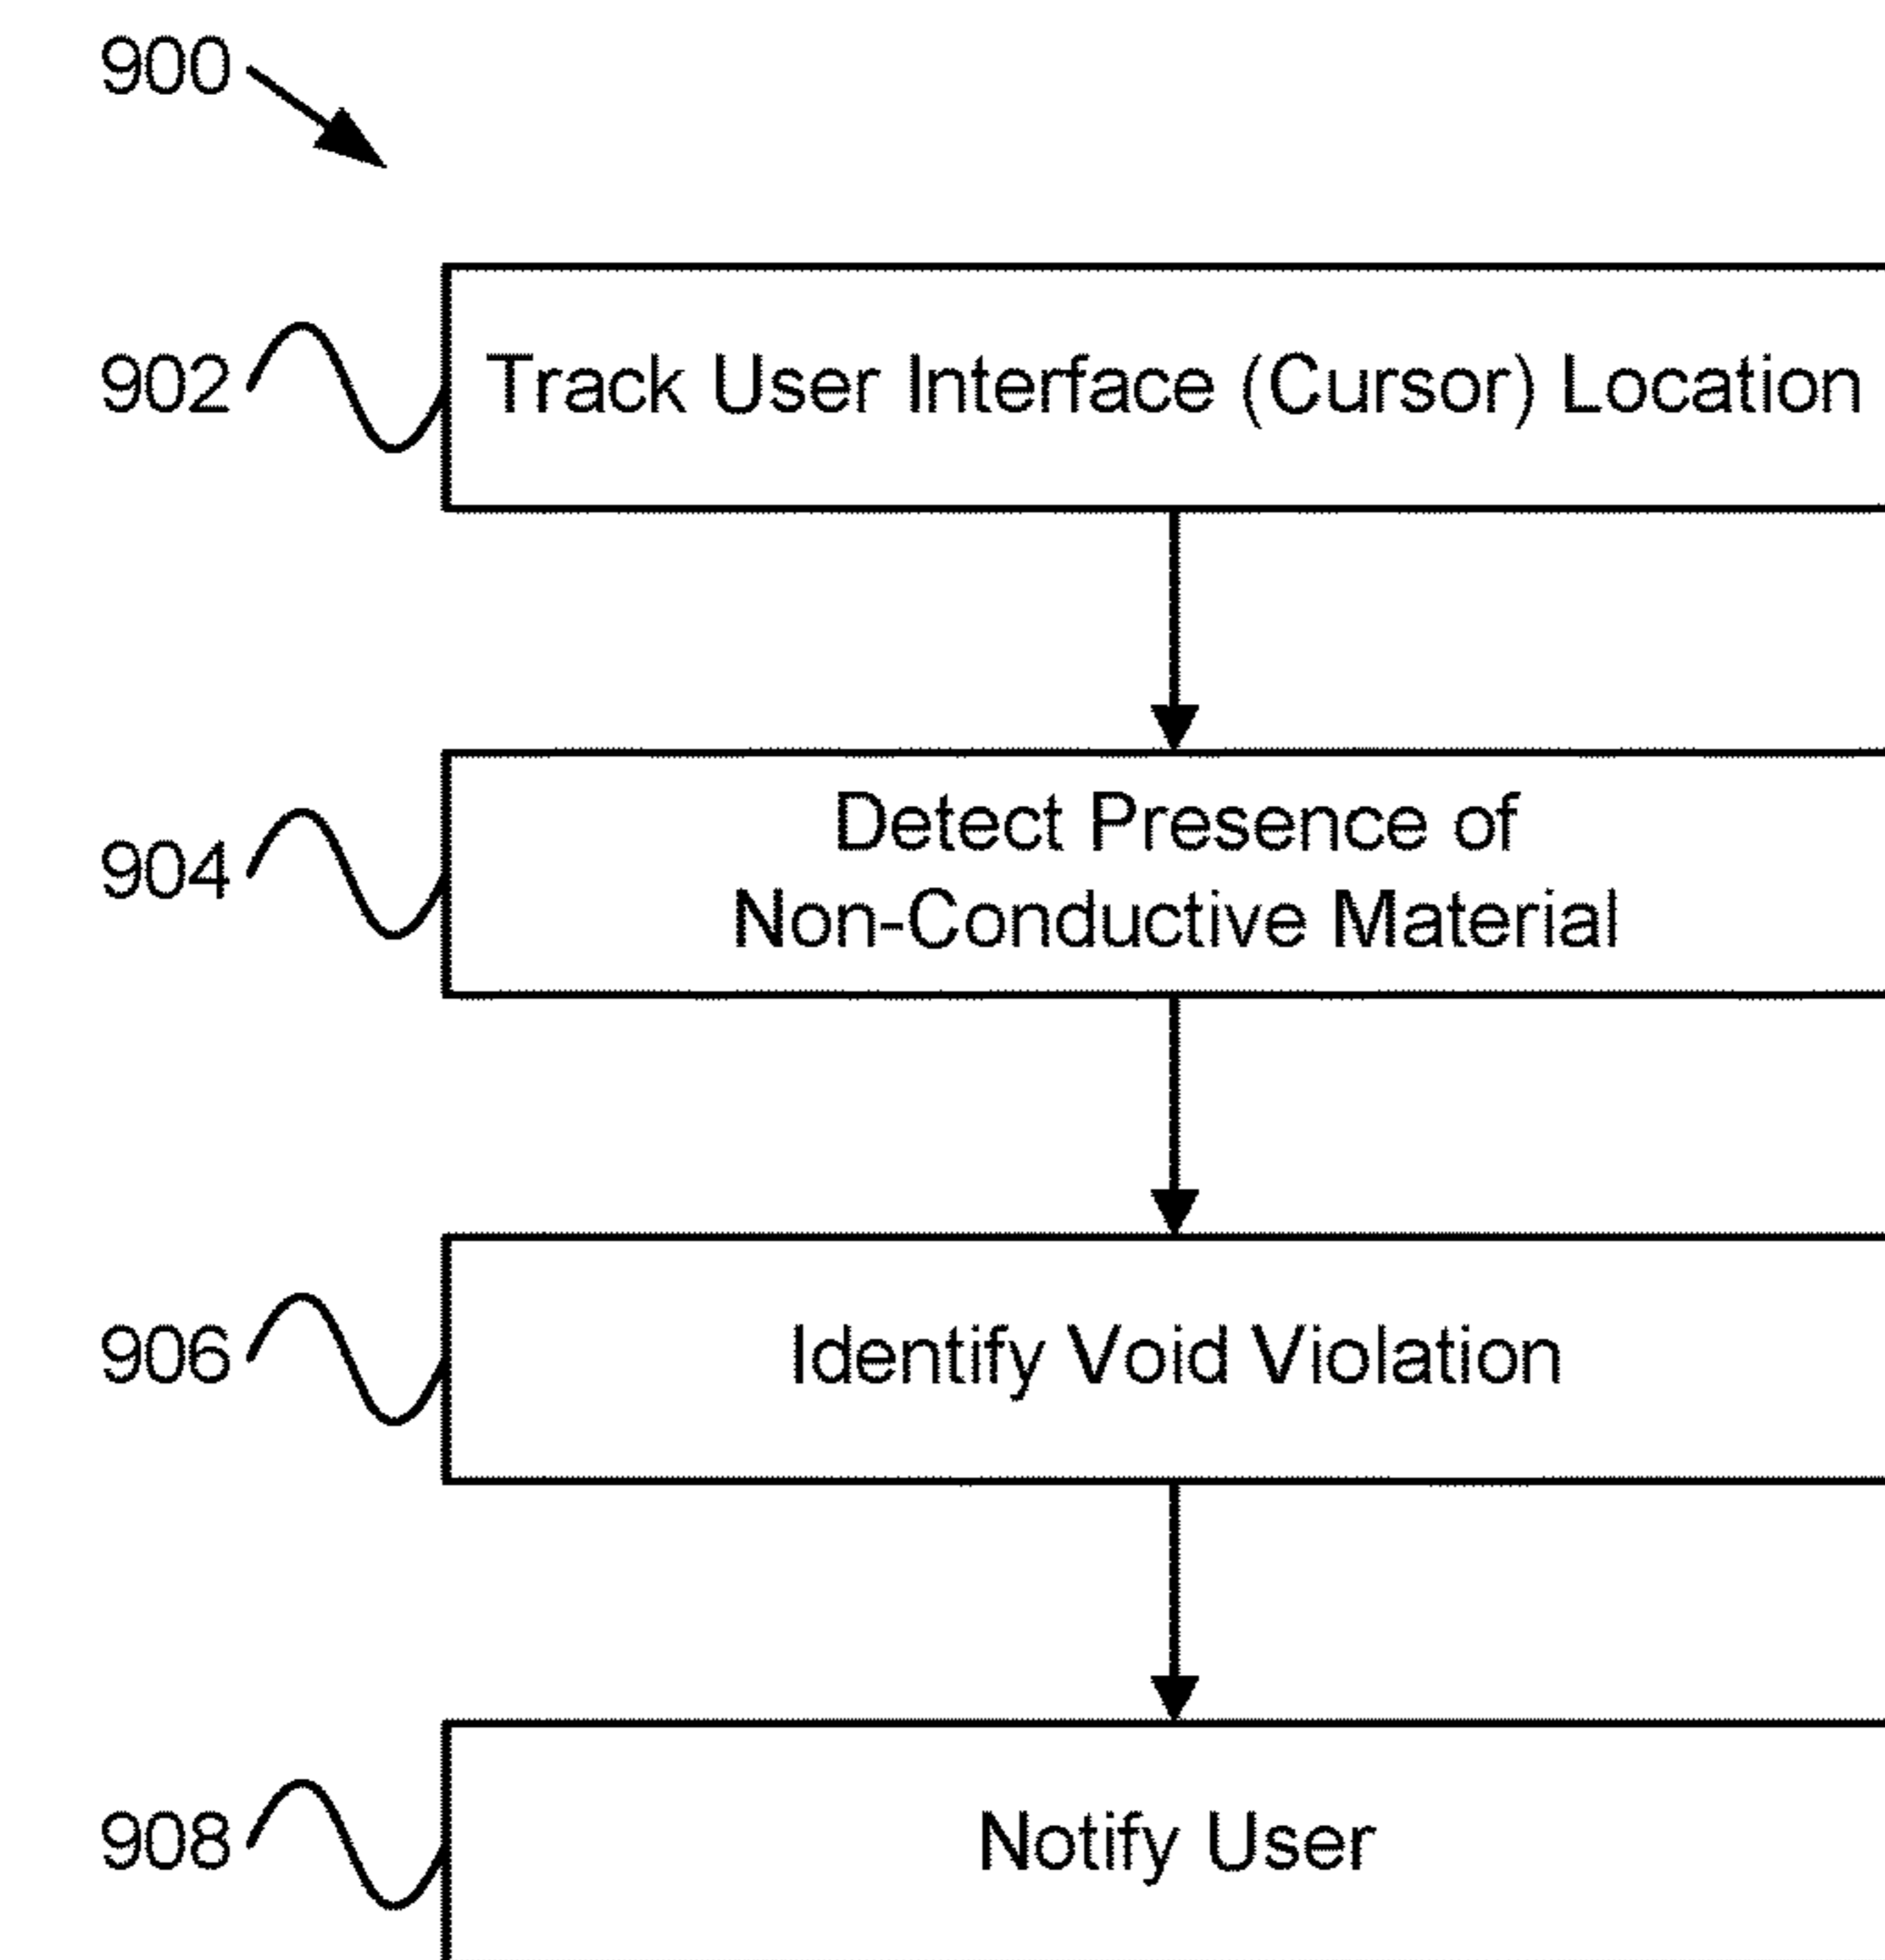 900
902 Track User Interface (Cursor) Location
904 Detect Presence of
Non-Conductive Material
906 Identify Void Violation
908 Notify User